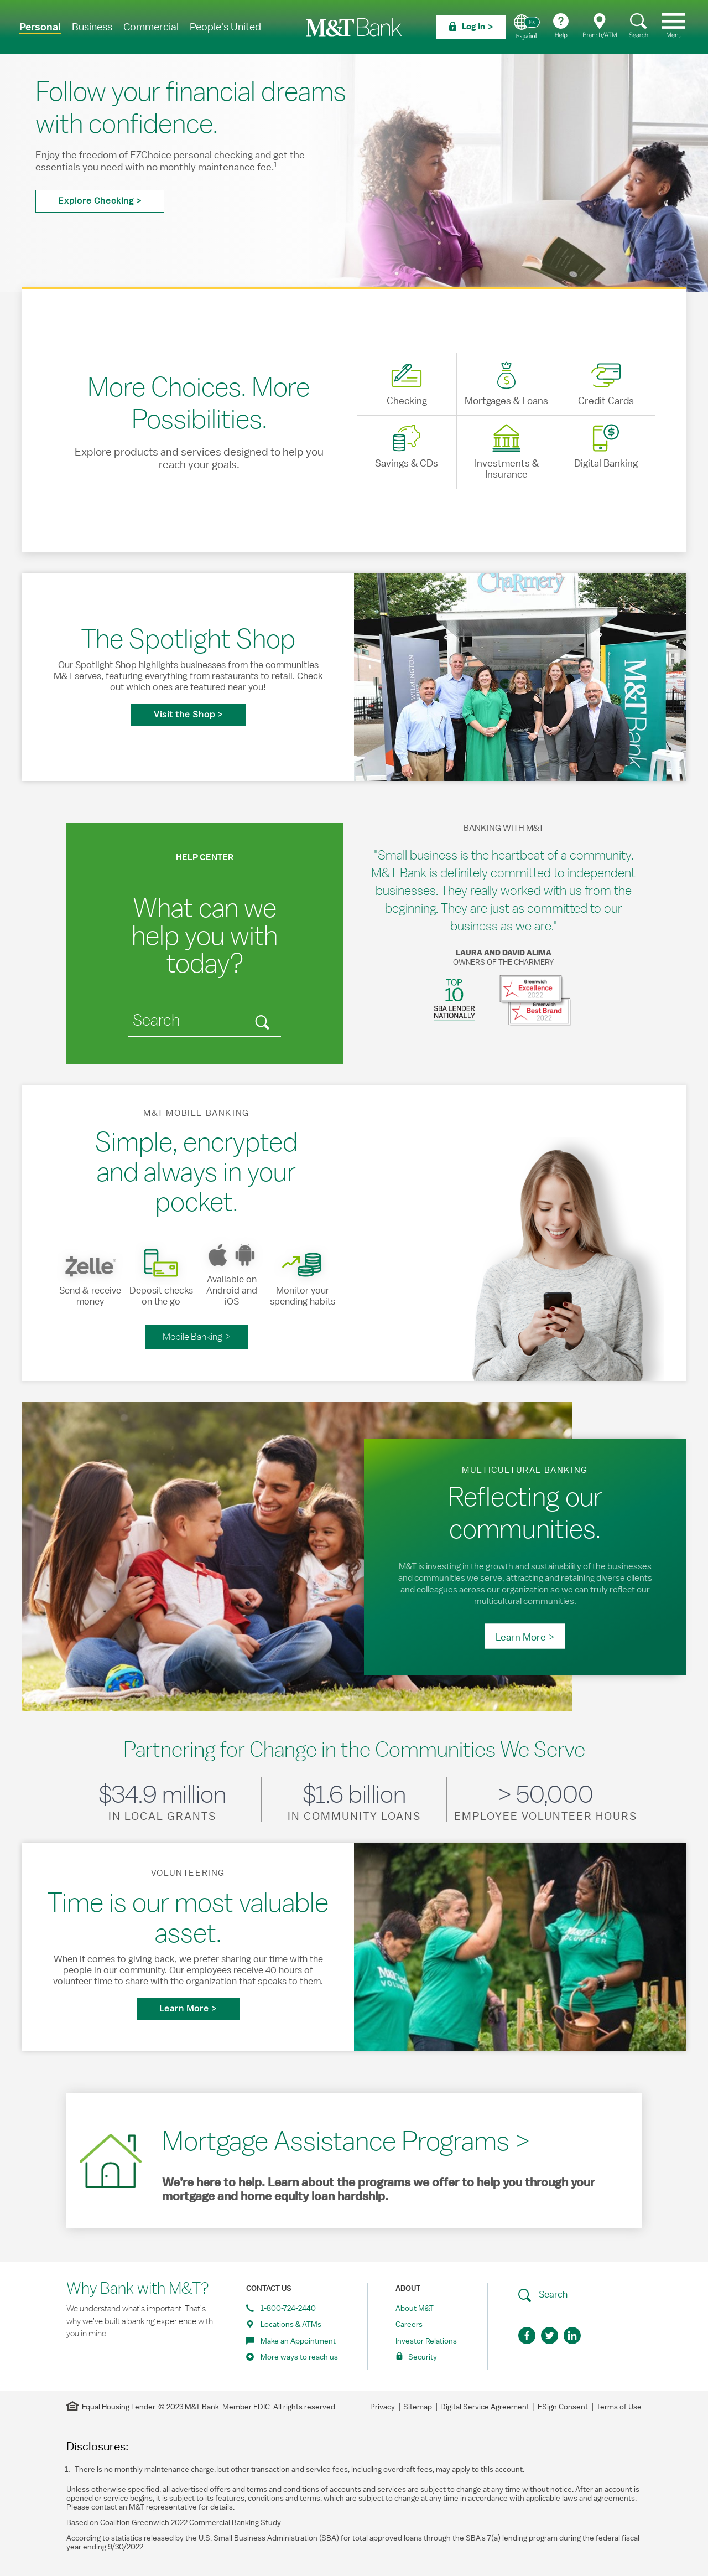 Personal Business Commercial People's United
M&T Bank
Log In >
Es
Español
Help
Branch/ATM
Search
Menu
Follow your financial dreams
with confidence.
Enjoy the freedom of EZChoice personal checking and get the
essentials you need with no monthly maintenance fee.1
Explore Checking >
More Choices. More
Possibilities.
Explore products and services designed to help you
reach your goals.
Checking
Mortgages & Loans
Credit Cards
Savings & CDs
Investments &
Insurance
Digital Banking
The Spotlight Shop
Our Spotlight Shop highlights businesses from the communities
M&T serves, featuring everything from restaurants to retail. Check
out which ones are featured near you!
Visit the Shop >
CHARMERY
WILMINGTON
M&T Bank
HELP CENTER
What can we
help you with
today?
Search
BANKING WITH M&T
"Small business is the heartbeat of a community.
M&T Bank is definitely committed to independent
businesses. They really worked with us from the
beginning. They are just as committed to our
business as we are."
LAURA AND DAVID ALIMA
OWNERS OF THE CHARMERY
TOP
10
SBA LENDER
NATIONALLY
Greenwich
Excellence
2022
Greenwich
Best Brand
2022
M&T MOBILE BANKING
Simple, encrypted
and always in your
pocket.
Zelle
Send & receive
money
Deposit checks
on the go
Available on
Android and
iOS
Monitor your
spending habits
Mobile Banking >
MULTICULTURAL BANKING
Reflecting our
communities.
M&T is investing in the growth and sustainability of the businesses
and communities we serve, attracting and retaining diverse clients
and colleagues across our organization so we can truly reflect our
multicultural communities.
Learn More >
Partnering for Change in the Communities We Serve
$34.9 million
IN LOCAL GRANTS
$1.6 billion
IN COMMUNITY LOANS
> 50,000
EMPLOYEE VOLUNTEER HOURS
VOLUNTEERING
Time is our most valuable
asset.
When it comes to giving back, we prefer sharing our time with the
people in our community. Our employees receive 40 hours of
volunteer time to share with the organization that speaks to them.
Learn More >
VOLUNTEER
Mortgage Assistance Programs >
We're here to help. Learn about the programs we offer to help you through your
mortgage and home equity loan hardship.
Why Bank with M&T?
We understand what's important. That's
why we've built a banking experience with
you in mind.
CONTACT US
1-800-724-2440
Locations & ATMs
Make an Appointment
More ways to reach us
ABOUT
About M&T
Careers
Investor Relations
Security
Search
Equal Housing Lender. © 2023 M&T Bank. Member FDIC. All rights reserved.
Privacy | Sitemap | Digital Service Agreement | ESign Consent | Terms of Use
Disclosures:
1. There is no monthly maintenance charge, but other transaction and service fees, including overdraft fees, may apply to this account.
Unless otherwise specified, all advertised offers and terms and conditions of accounts and services are subject to change at any time without notice. After an account is
opened or service begins, it is subject to its features, conditions and terms, which are subject to change at any time in accordance with applicable laws and agreements.
Please contact an M&T representative for details.
Based on Coalition Greenwich 2022 Commercial Banking Study.
According to statistics released by the U.S. Small Business Administration (SBA) for total approved loans through the SBA's 7(a) lending program during the federal fiscal
year ending 9/30/2022.